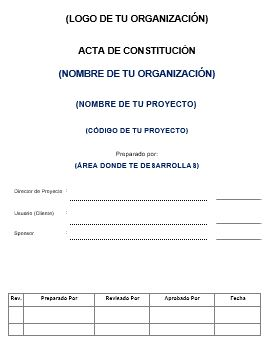 (LOGO DE TU ORGANIZACIÓN)
ACTA DE CONSTITUCIÓN
(NOMBRE DE TU ORGANIZACIÓN)
(NOMBRE DE TU PROYECTO)
(CÓDIGO DE TU PROYECTO)
Preparado por:
(ÁREA DONDE TE DESARROLLAS)
Director de Proyecto :
Usuario (Cliente) :
Sponsor :
Rev. Preparado Por Revisado Por Aprobado Por Fecha